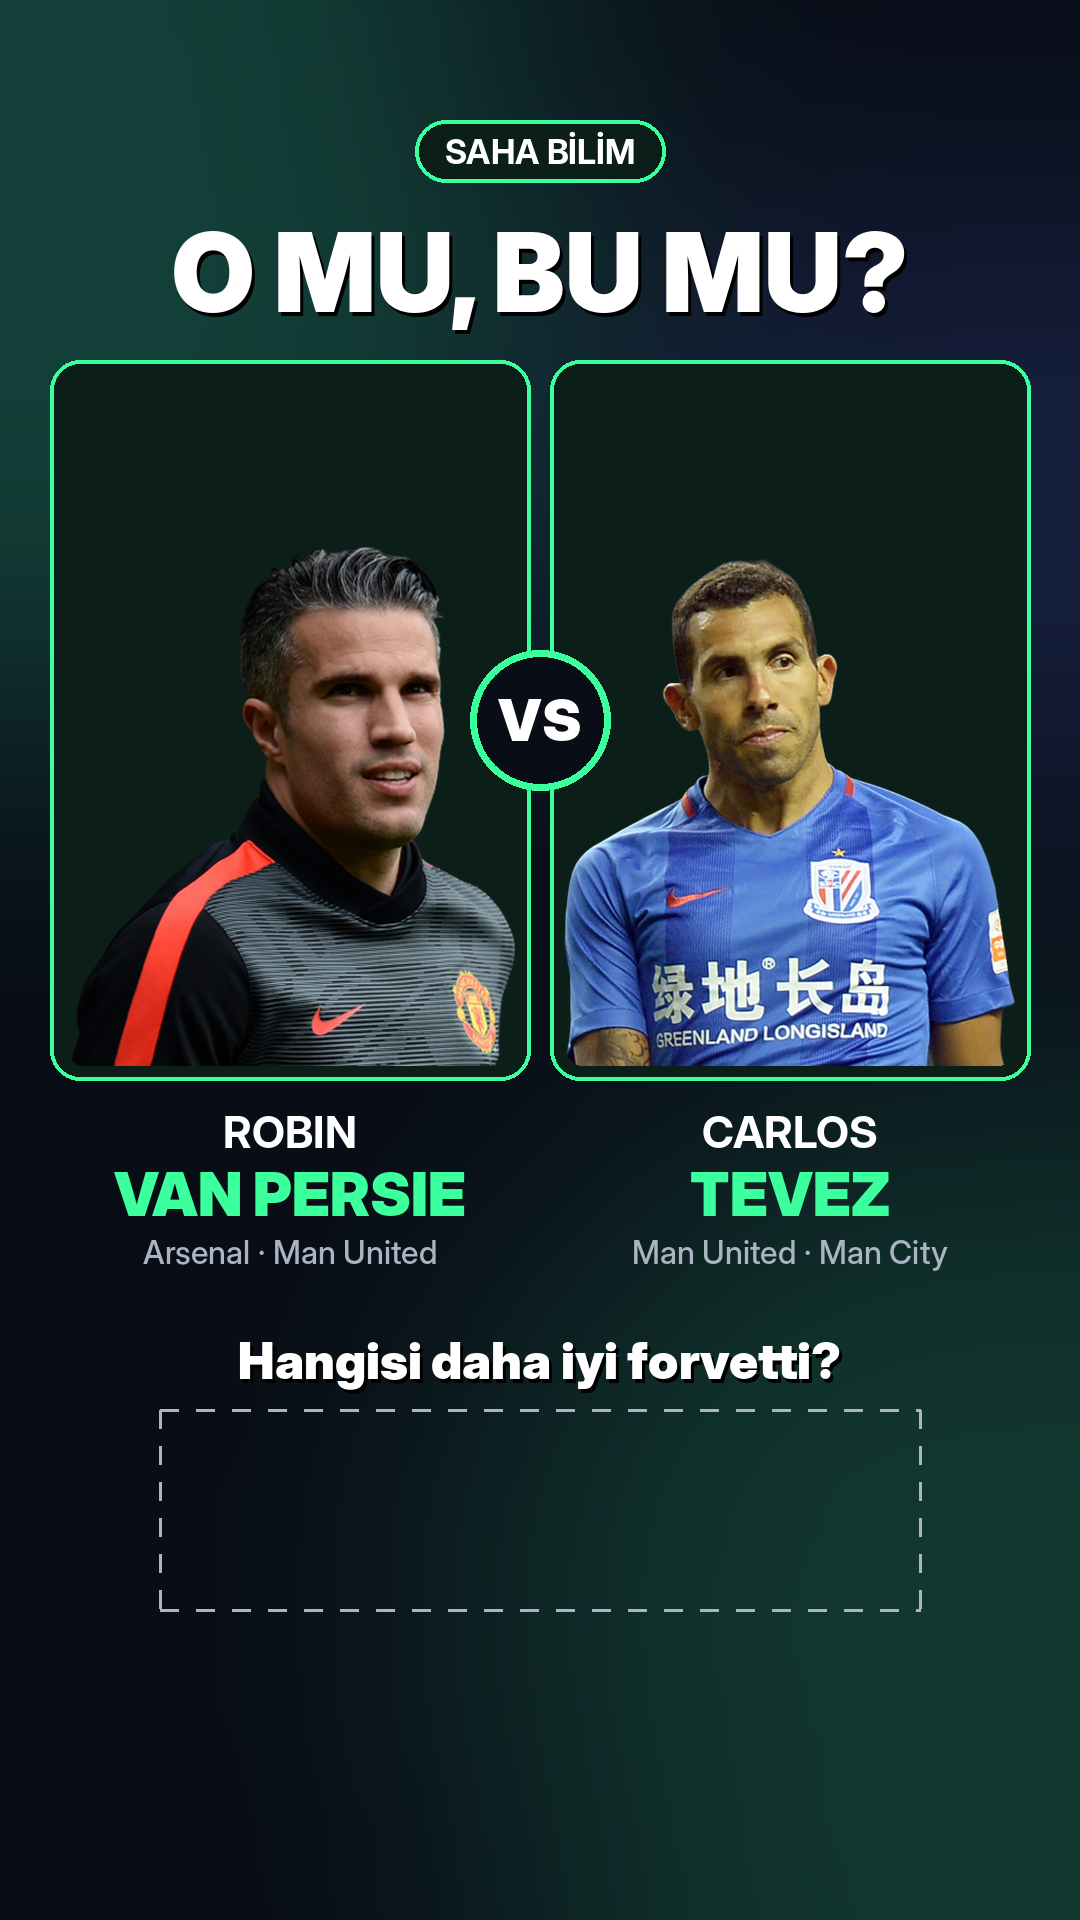 SAHA BİLİM
O MU, BU MU?
VS
绿地®长岛
GREENLAND LONGISLAND
ROBIN
VAN PERSIE
Arsenal · Man United
CARLOS
TEVEZ
Man United · Man City
Hangisi daha iyi forvetti?